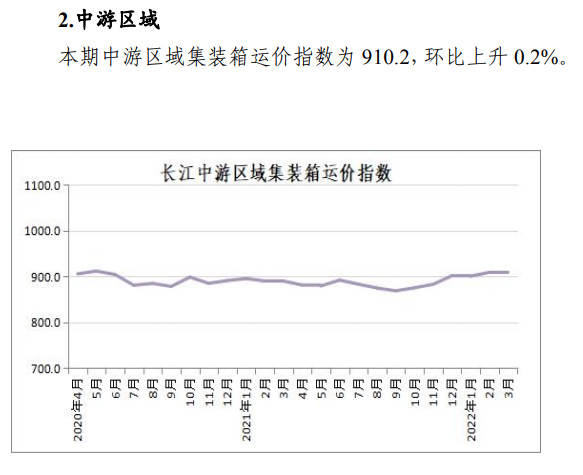 2.中游区域
本期中游区域集装箱运价指数为 910.2，环比上升 0.2%。
长江中游区域集装箱运价指数
1100.0
1000.0
900.0
800.0
700.0
2020年4月
5月
6月
7月
8月
9月
10月
11月
12月
2021年1月
2月
3月
4月
5月
6月
7月
8月
9月
10月
11月
12月
2022年1月
2月
3月